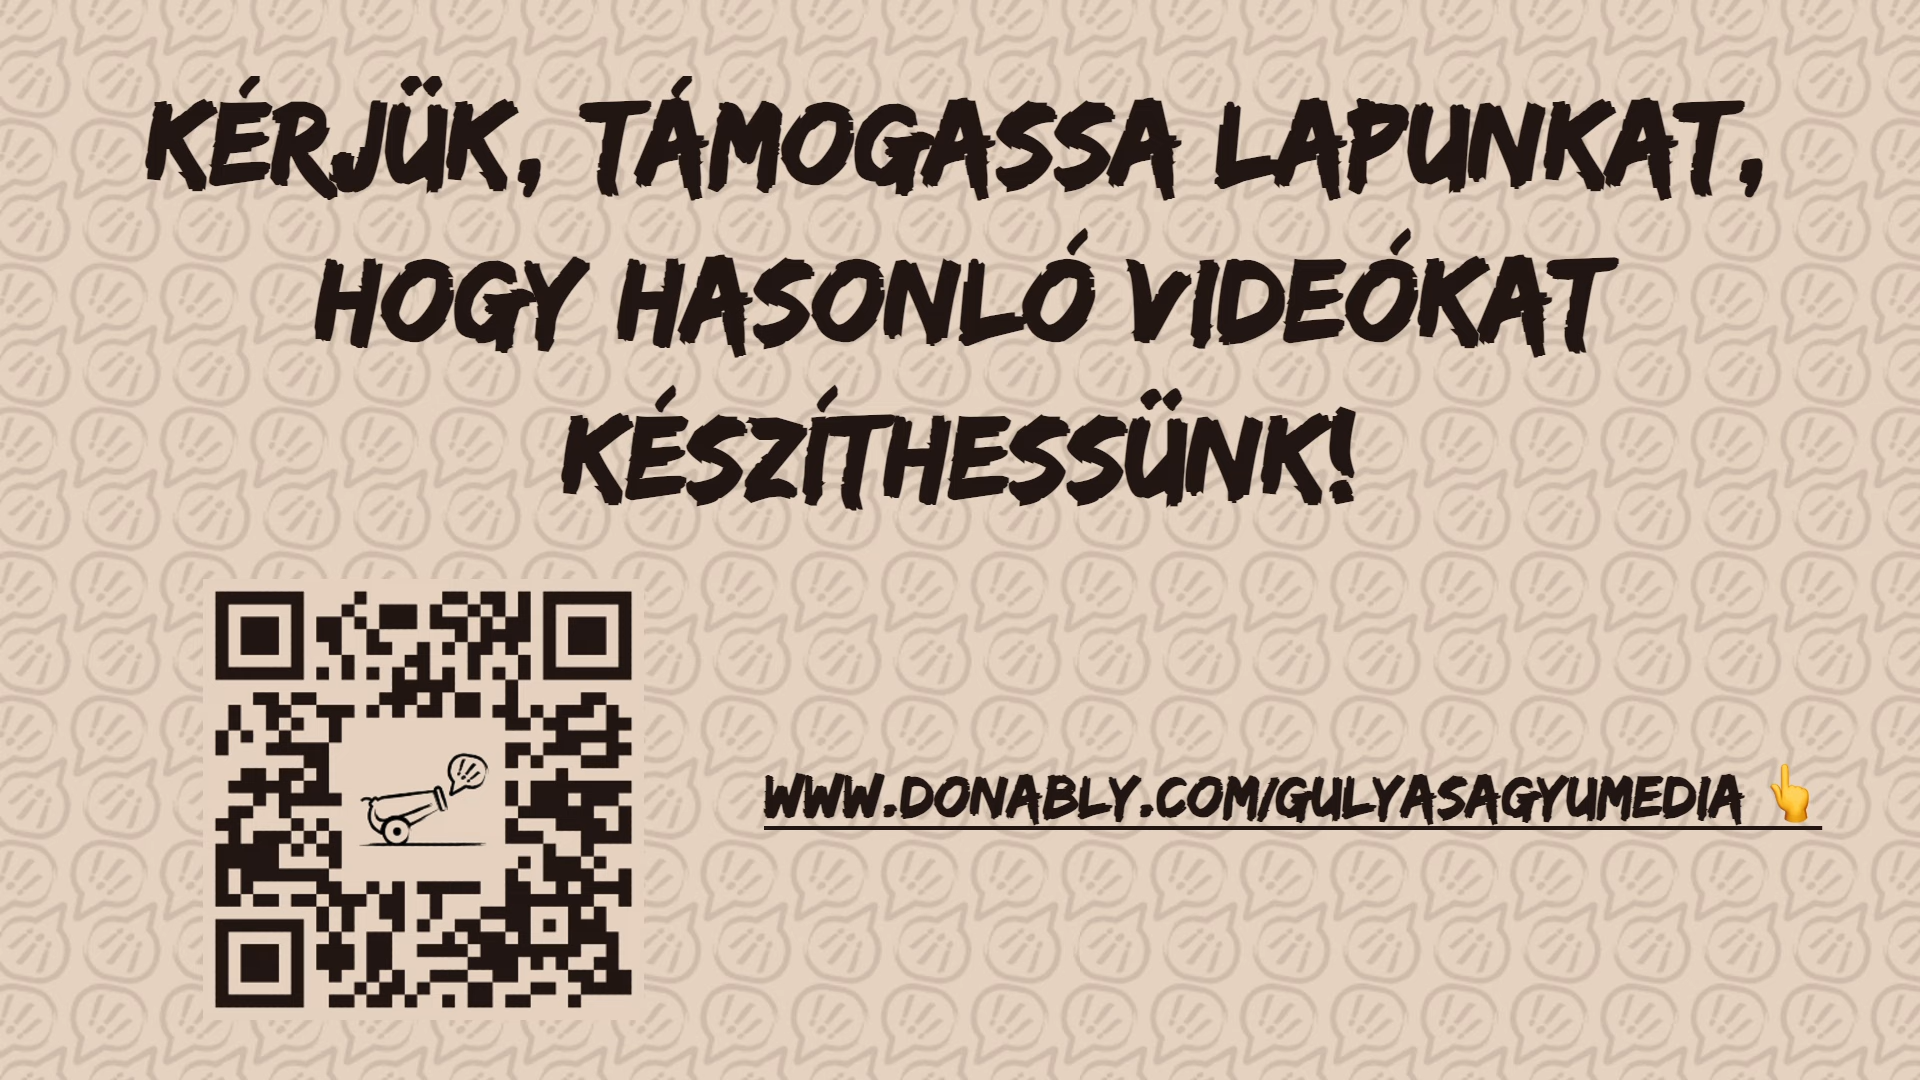 KÉRJÜK, TÁMOGASSA LAPUNKAT,
HOGY HASONLÓ VIDEÓKAT
KÉSZÍTHESSÜNK!
WWW.DONABLY.COM/GULYASAGYUMEDIA 👆